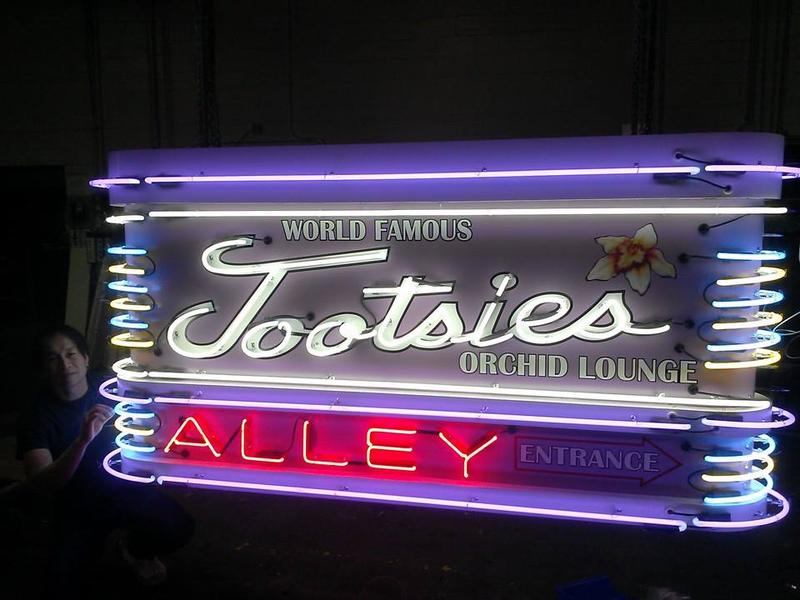 WORLD FAMOUS
Tootsies
ORCHID LOUNGE
ALLEY ENTRANCE